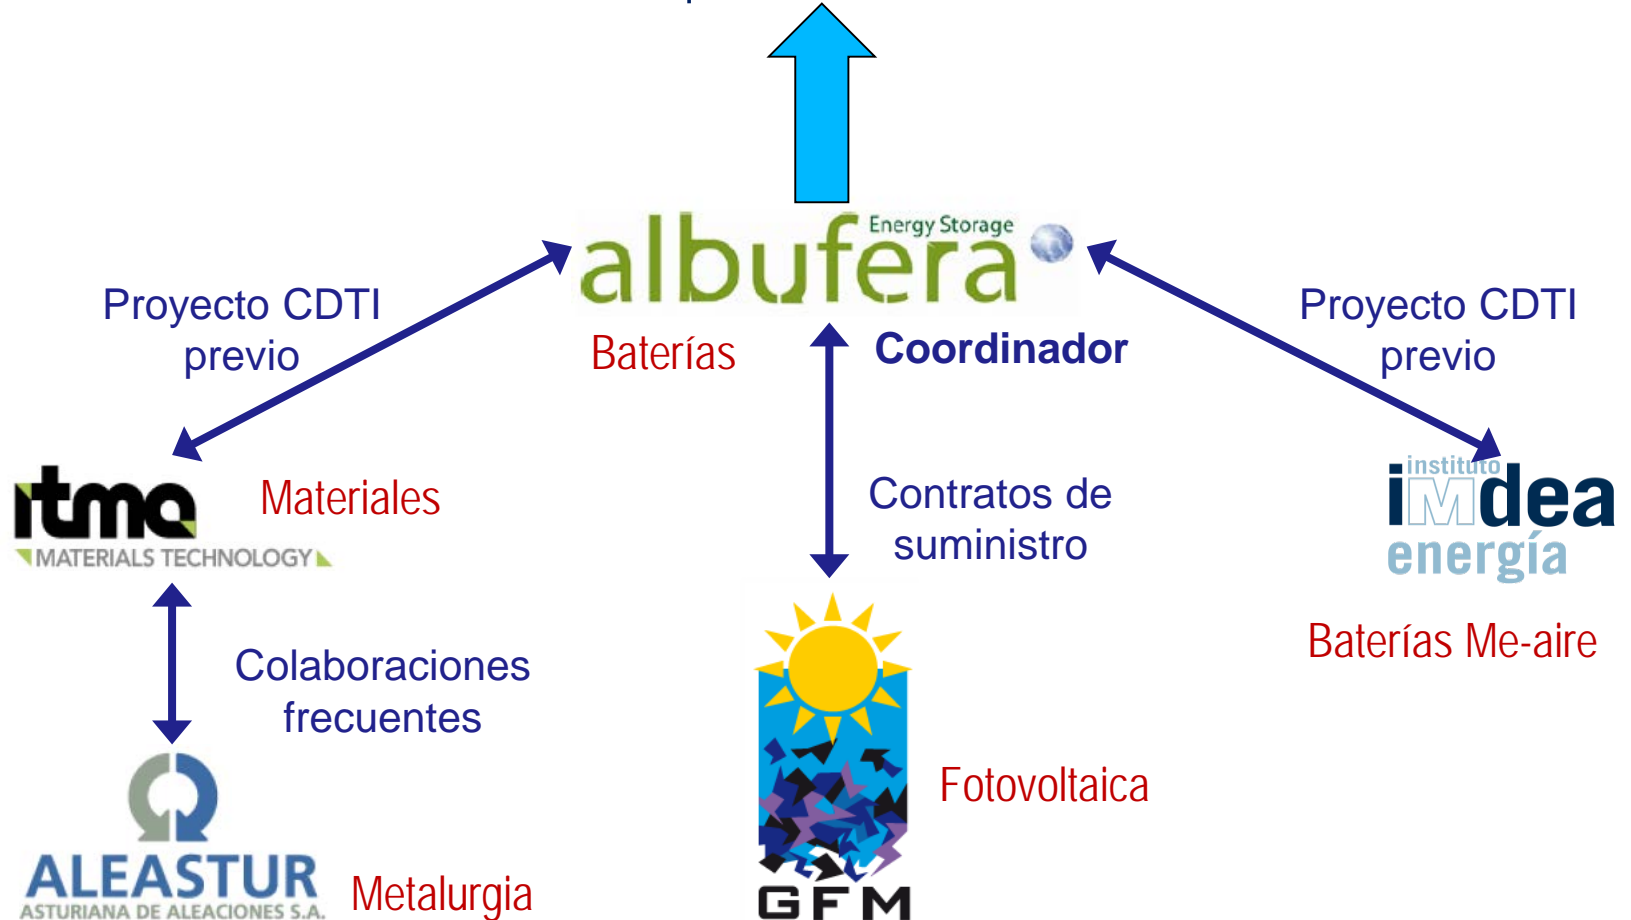 Energy Storage
albufera
Proyecto CDTI
previo
Baterías
Coordinador
Proyecto CDTI
previo
itma
MATERIALS TECHNOLOGY
Materiales
Contratos de
suministro
instituto
imdea
energía
Baterías Me-aire
Colaboraciones
frecuentes
Fotovoltaica
ALEASTUR
ASTURIANA DE ALEACIONES S.A.
Metalurgia
GFM